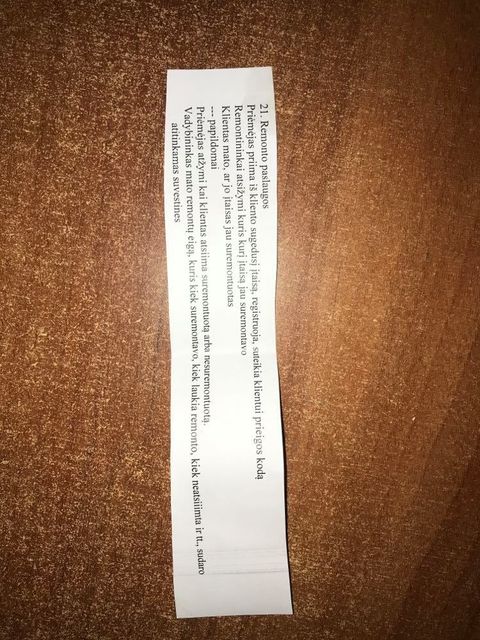 21. Remonto paslaugos
Priėmėjas priima iš kliento sugedusį įtaisą, registruoja, suteikia klientui prieigos kodą
Remontininkai atsižymi kuris kurį įtaisą jau suremontavo
Klientas mato, ar jo įtaisas jau suremontuotas
--- papildomai
Priėmėjas atžymi kai klientas atsiima suremontuotą arba nesuremontuotą.
Vadybininkas mato remontų eigą, kuris kiek suremontavo, kiek laukia remonto, kiek neatsiiimta ir tt., sudaro
atitinkamas suvestines